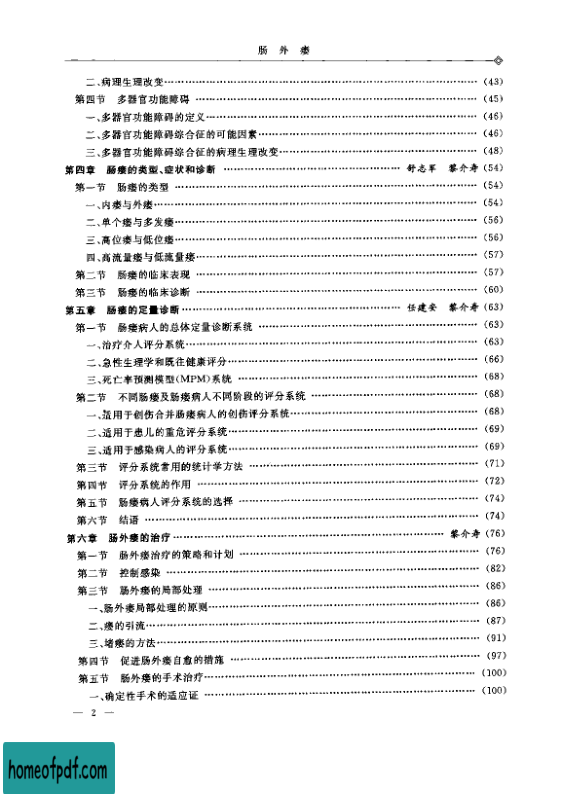 肠 外 瘘
二、病理生理改变……(43)
第四节 多器官功能障碍……(45)
一、多器官功能障碍的定义……(46)
二、多器官功能障碍综合征的可能因素……(46)
三、多器官功能障碍综合征的病理生理改变……(48)
第四章 肠瘘的类型、症状和诊断……舒志军 黎介寿(54)
第一节 肠瘘的类型……(54)
一、内瘘与外瘘……(54)
二、单个瘘与多发瘘……(56)
三、高位瘘与低位瘘……(56)
四、高流量瘘与低流量瘘……(57)
第二节 肠瘘的临床表现……(57)
第三节 肠瘘的临床诊断……(60)
第五章 肠瘘的定量诊断……任建安 黎介寿(63)
第一节 肠瘘病人的总体定量诊断系统……(63)
一、治疗介入评分系统……(63)
二、急性生理学和既往健康评分……(66)
三、死亡率预测模型(MPM)系统……(68)
第二节 不同肠瘘及肠瘘病人不同阶段的评分系统……(68)
一、适用于创伤合并肠瘘病人的创伤评分系统……(68)
二、适用于患儿的重危评分系统……(69)
三、适用于感染病人的评分系统……(69)
第三节 评分系统常用的统计学方法……(71)
第四节 评分系统的作用……(72)
第五节 肠瘘病人评分系统的选择……(74)
第六节 结语……(74)
第六章 肠外瘘的治疗……黎介寿(76)
第一节 肠外瘘治疗的策略和计划……(76)
第二节 控制感染……(82)
第三节 肠外瘘的局部处理……(86)
一、肠外瘘局部处理的原则……(86)
二、瘘的引流……(87)
三、堵瘘的方法……(91)
第四节 促进肠外瘘自愈的措施……(97)
第五节 肠外瘘的手术治疗……(100)
一、确定性手术的适应证……(100)
— 2 —
homeofpdf.com